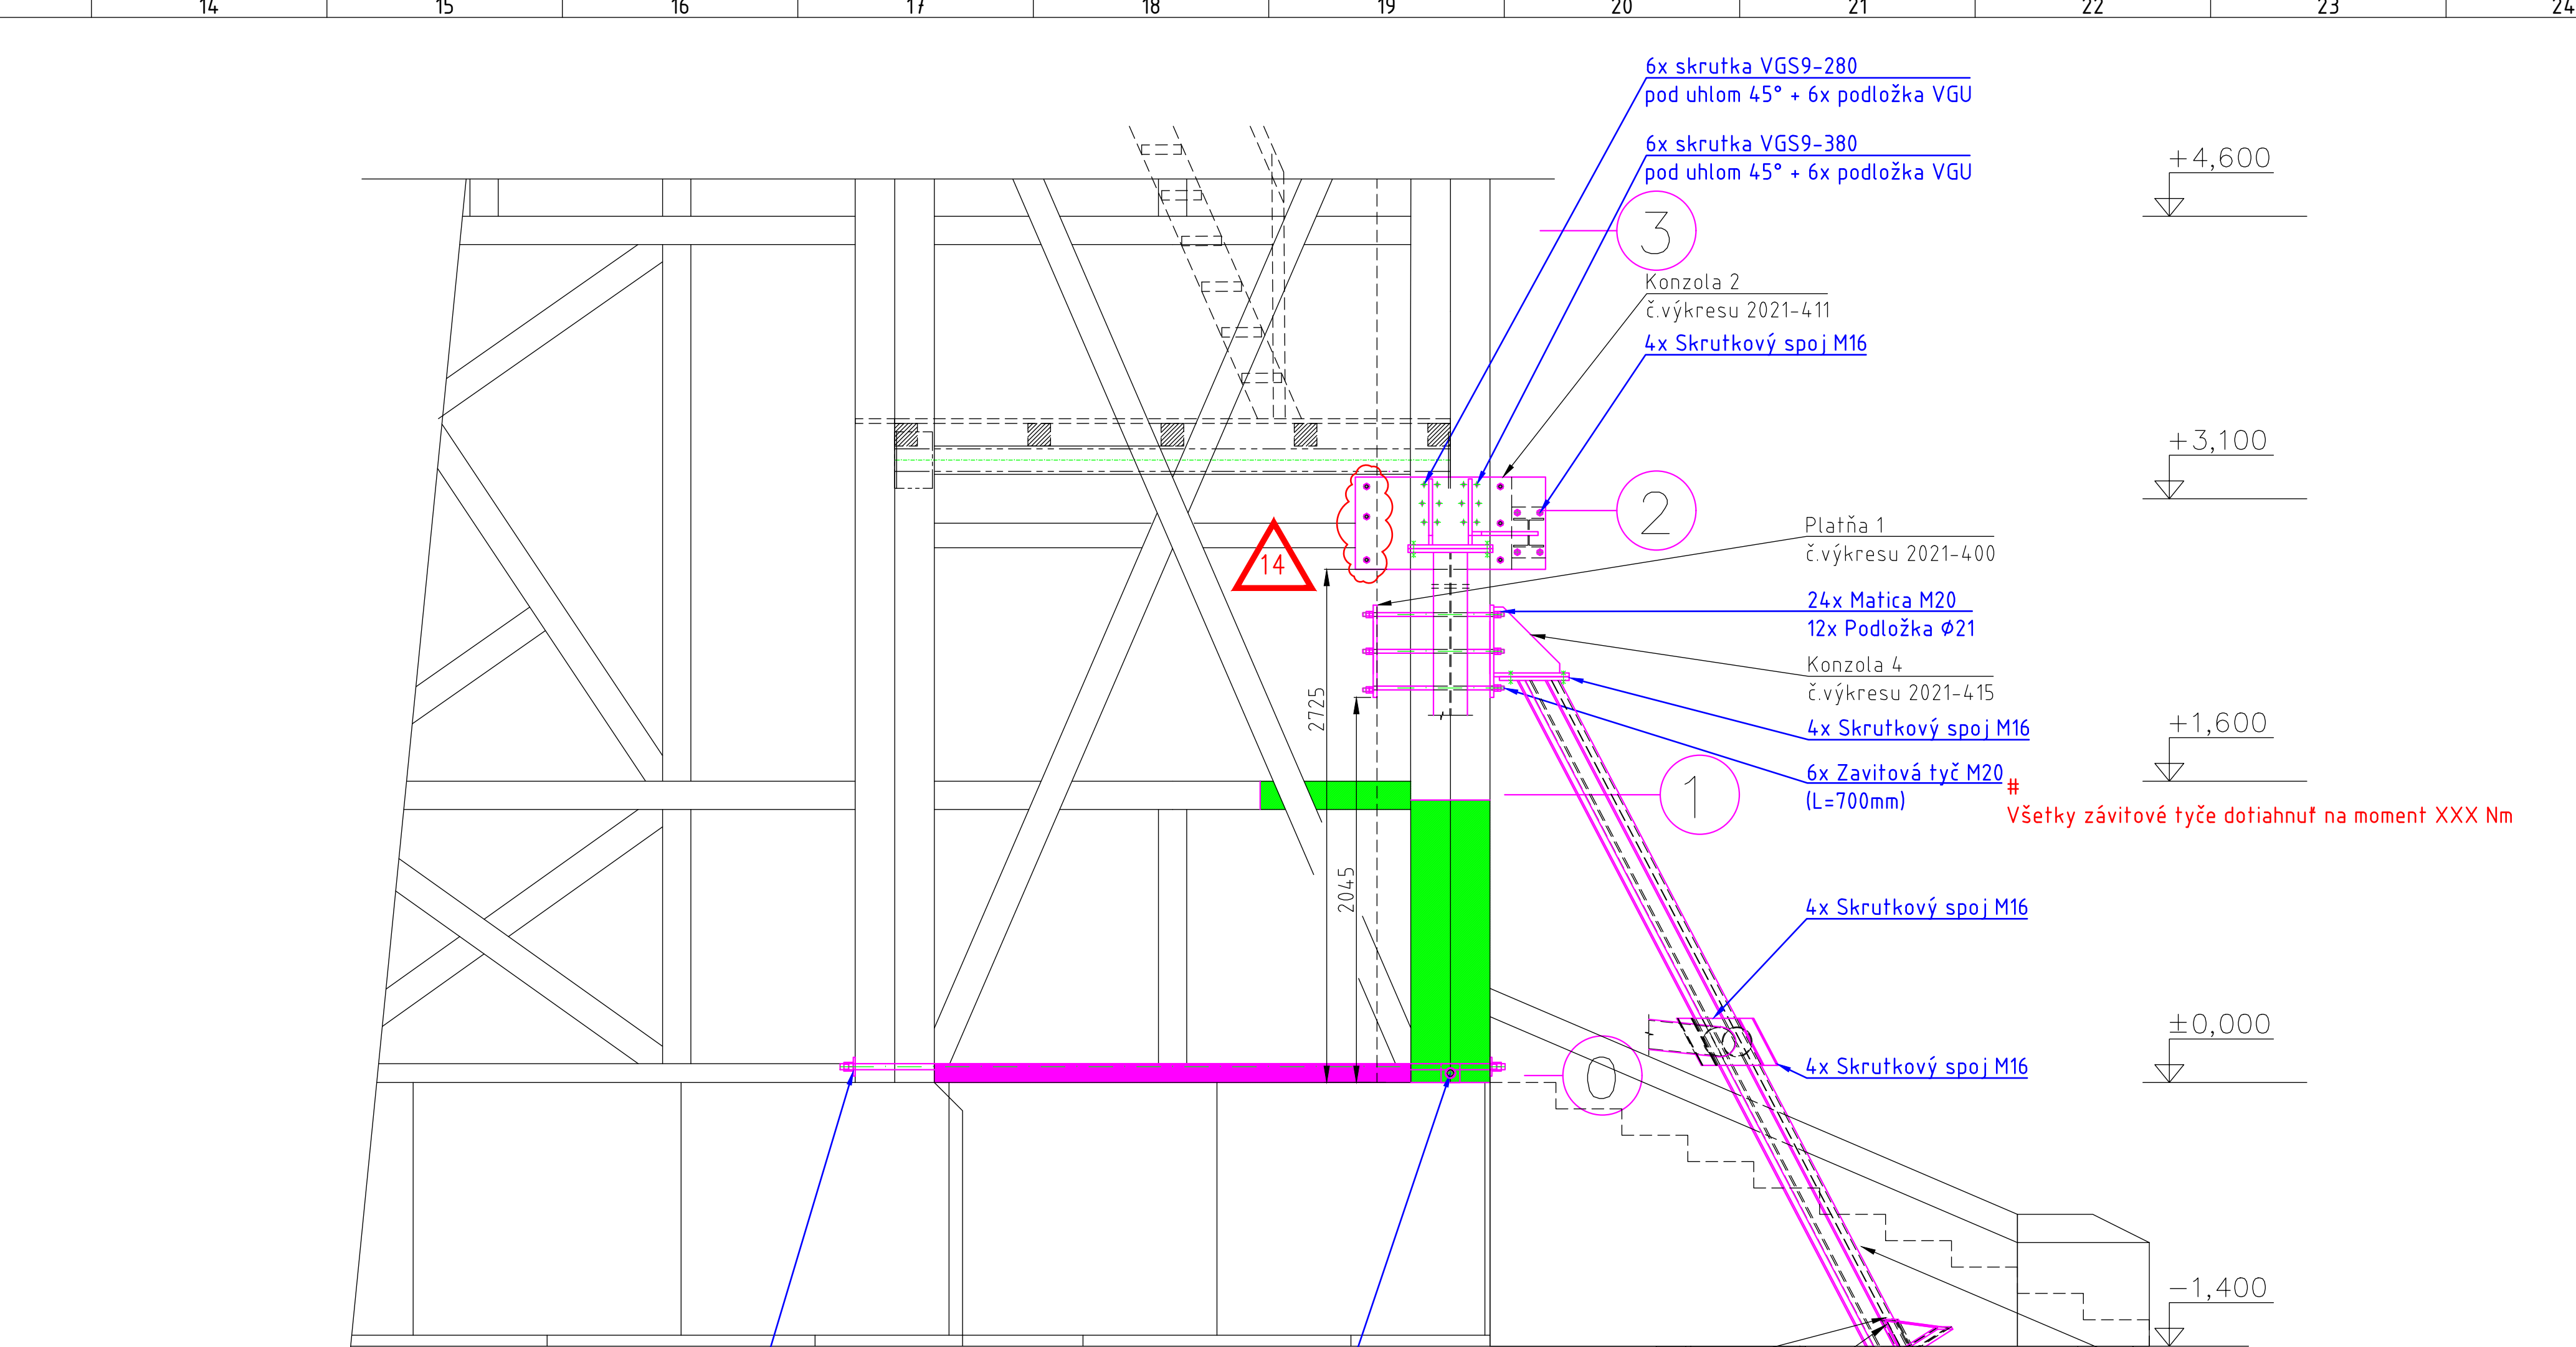 14
15
16
17
18
19
20
21
22
23
24
6x skrutka VGS9-280
pod uhlom 45° + 6x podložka VGU
6x skrutka VGS9-380
pod uhlom 45° + 6x podložka VGU
+4,600
3
Konzola 2
č.výkresu 2021-411
4x Skrutkový spoj M16
+3,100
2
14
Platňa 1
č.výkresu 2021-400
24x Matica M20
12x Podložka Ø21
Konzola 4
č.výkresu 2021-415
2725
4x Skrutkový spoj M16
+1,600
6x Zavitová tyč M20
(L=700mm)
#
Všetky závitové tyče dotiahnuť na moment XXX Nm
1
2045
4x Skrutkový spoj M16
±0,000
4x Skrutkový spoj M16
0
-1,400